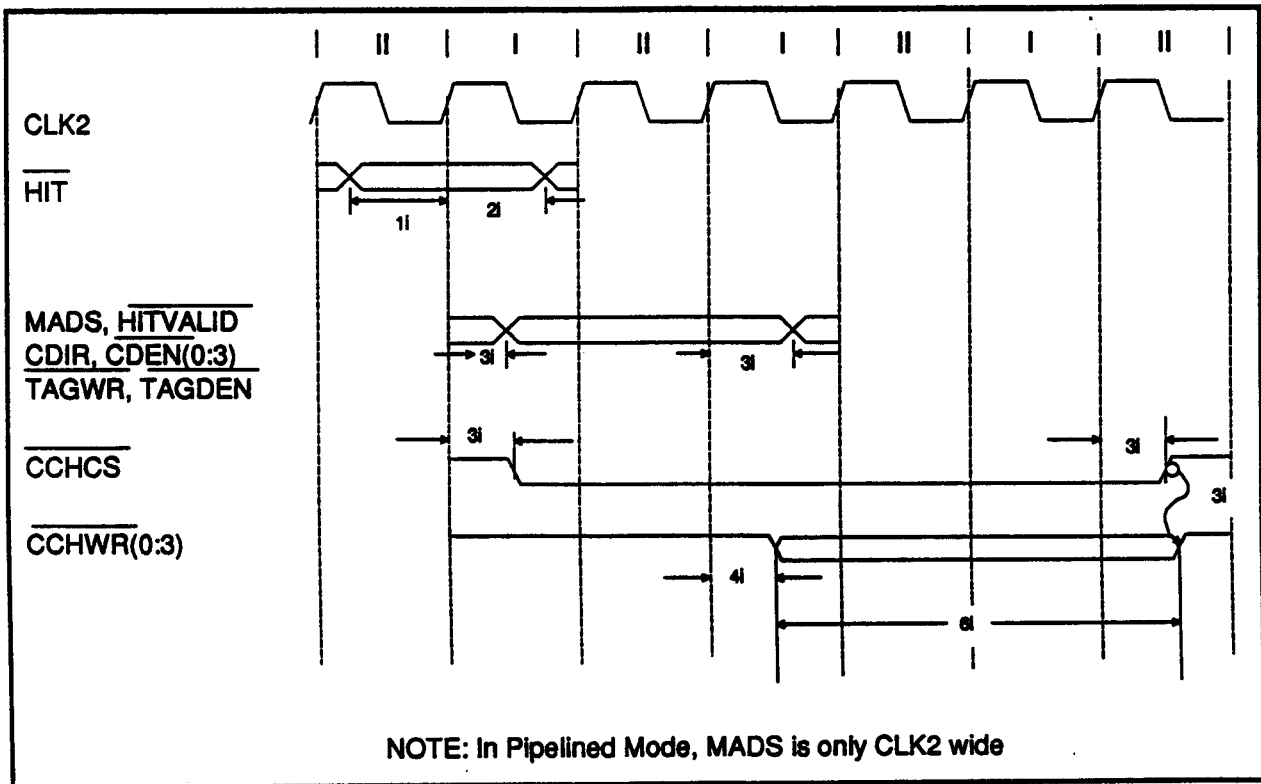 II I II I II I II
CLK2
HIT
1i 2i
MADS, HITVALID
CDIR, CDEN(0:3)
3i 3i
TAGWR, TAGDEN
3i 3i
CCHCS
3i
CCHWR(0:3)
4i
6i
NOTE: In Pipelined Mode, MADS is only CLK2 wide